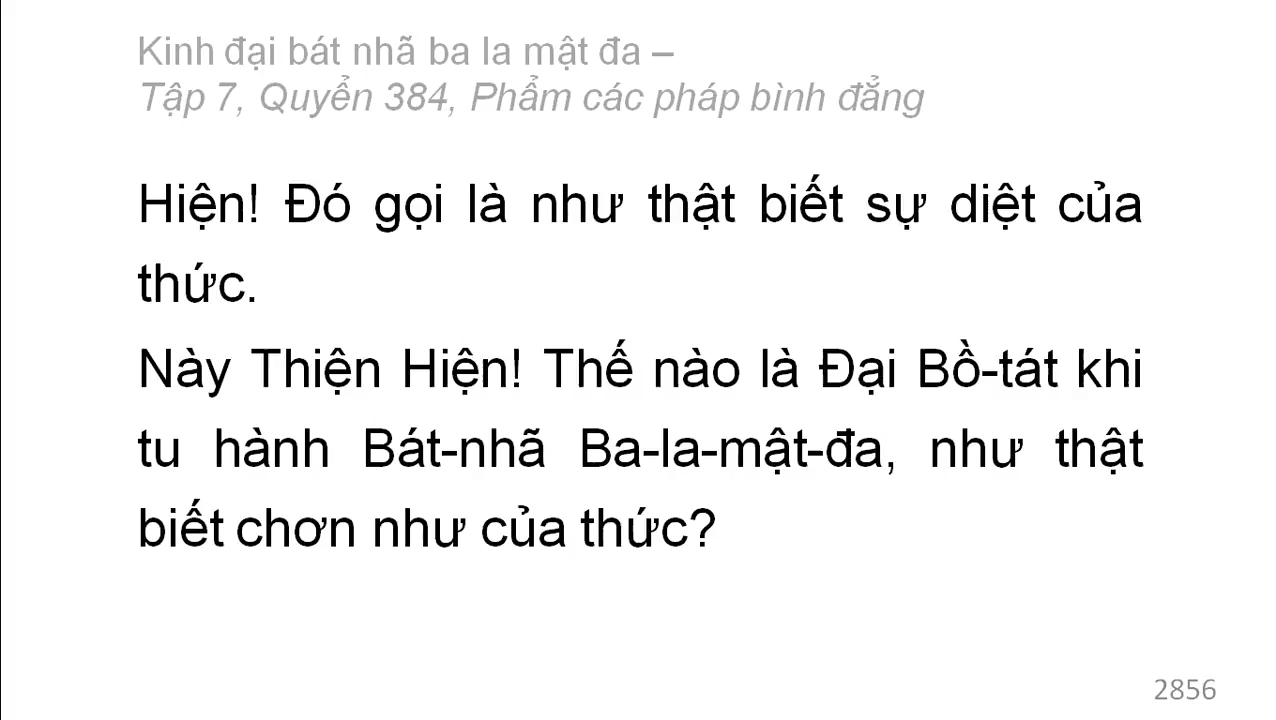 Kinh đại bát nhã ba la mật đa –
Tập 7, Quyển 384, Phẩm các pháp bình đẳng
Hiện! Đó gọi là như thật biết sự diệt của
thức.
Này Thiện Hiện! Thế nào là Đại Bồ-tát khi
tu hành Bát-nhã Ba-la-mật-đa, như thật
biết chơn như của thức?
2856